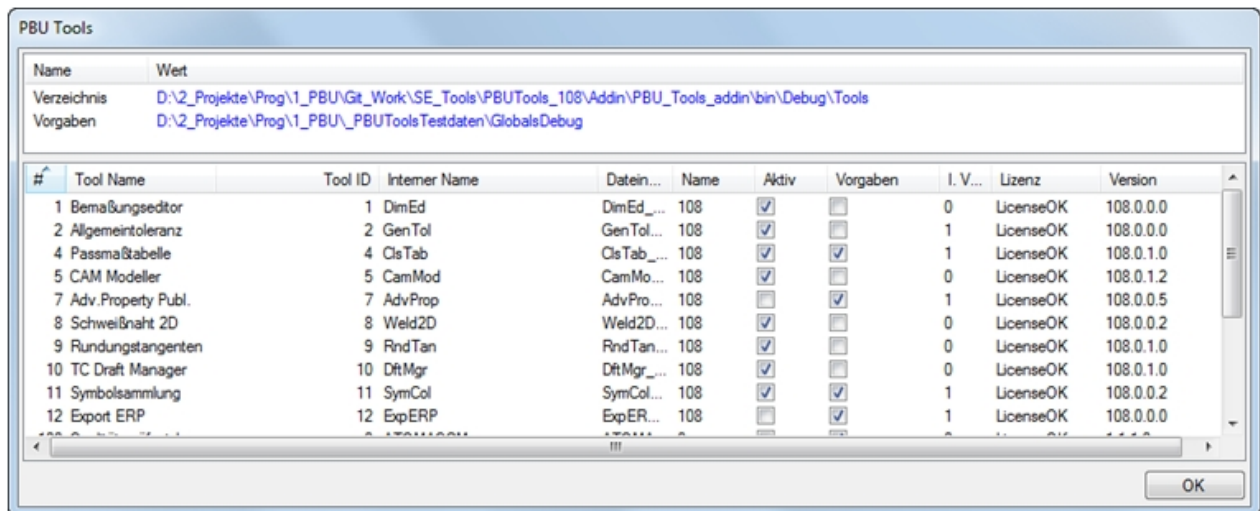 PBU Tools
Name Wert
Verzeichnis D:\2_Projekte\Prog\1_PBU\Git_Work\SE_Tools\PBUTools_108\Addin\PBU_Tools_addin\bin\Debug\Tools
Vorgaben D:\2_Projekte\Prog\1_PBU\_PBUToolsTestdaten\GlobalsDebug
# Tool Name Tool ID Interner Name Datein... Name Aktiv Vorgaben I. V... Lizenz Version
1 Bemaßungseditor 1 DimEd DimEd_... 108 0 LicenseOK 108.0.0.0
2 Allgemeintoleranz 2 GenTol GenTol... 108 1 LicenseOK 108.0.0.0
4 Passmaßtabelle 4 ClsTab ClsTab_... 108 1 LicenseOK 108.0.1.0
5 CAM Modeller 5 CamMod CamMo... 108 0 LicenseOK 108.0.1.2
7 Adv.Property Publ. 7 AdvProp AdvPro... 108 1 LicenseOK 108.0.0.5
8 Schweißnaht 2D 8 Weld2D Weld2D... 108 0 LicenseOK 108.0.0.2
9 Rundungstangenten 9 RndTan RndTan... 108 0 LicenseOK 108.0.1.0
10 TC Draft Manager 10 DftMgr DftMgr_... 108 0 LicenseOK 108.0.1.0
11 Symbolsammlung 11 SymCol SymCol... 108 1 LicenseOK 108.0.0.2
12 Export ERP 12 ExpERP ExpER... 108 1 LicenseOK 108.0.0.0
OK